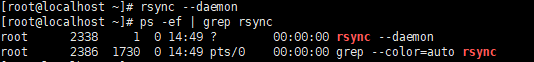 [root@localhost ~]# rsync --daemon
[root@localhost ~]# ps -ef | grep rsync
root 2338 1 0 14:49 ? 00:00:00 rsync --daemon
root 2386 1730 0 14:49 pts/0 00:00:00 grep --color=auto rsync